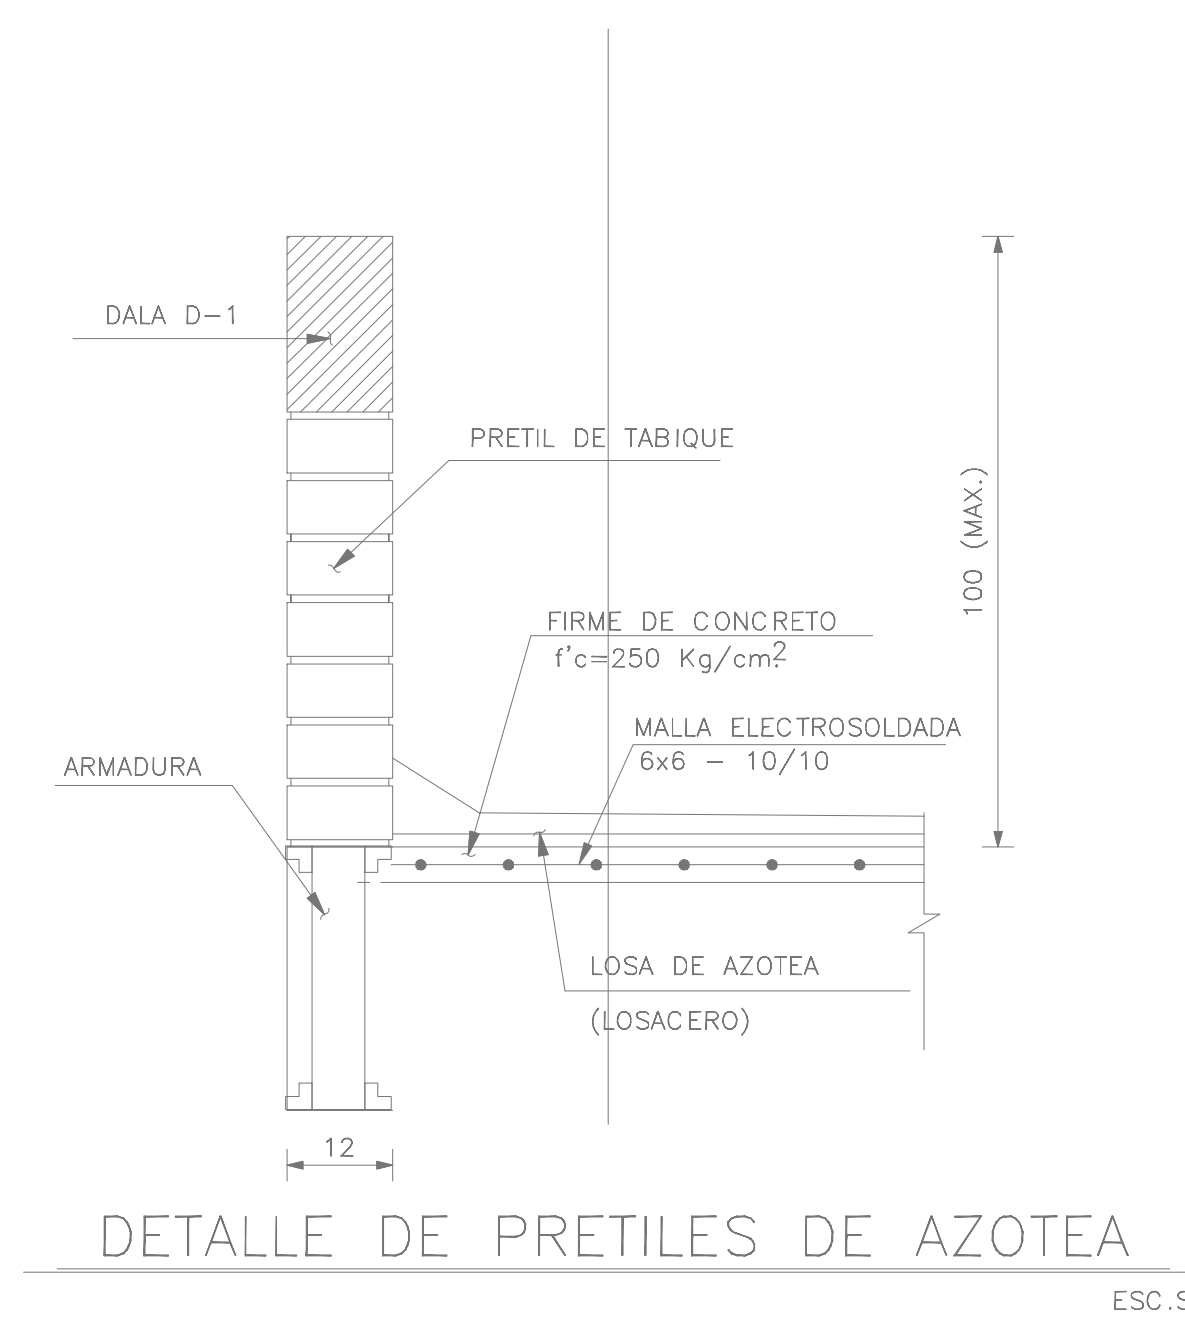 DALA D-1
PRETIL DE TABIQUE
100 (MAX.)
FIRME DE CONCRETO
f'c=250 Kg/cm²
MALLA ELECTROSOLDADA
6x6 - 10/10
ARMADURA
LOSA DE AZOTEA
(LOSACERO)
12
DETALLE DE PRETILES DE AZOTEA
ESC.S